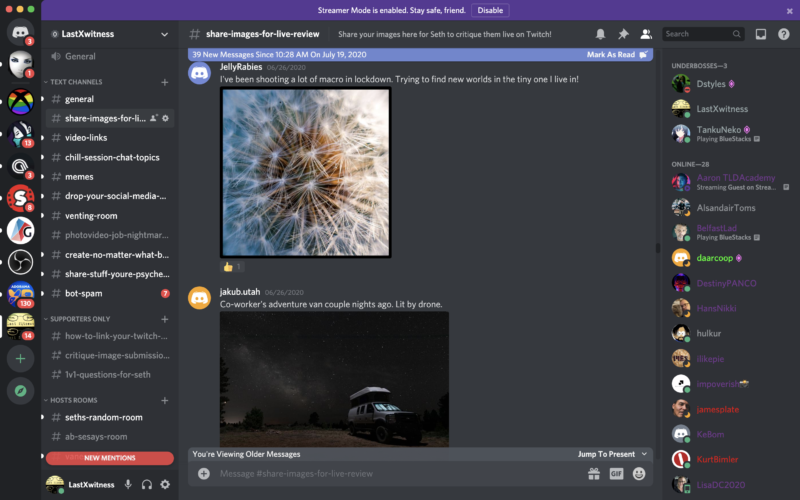 Streamer Mode is enabled. Stay safe, friend. Disable
LastXwitness
General
TEXT CHANNELS
general
share-images-for-li...
video-links
chill-session-chat-topics
memes
drop-your-social-media-...
venting-room
photovideo-job-nightmar...
create-no-matter-what-b...
share-stuff-youre-psyche...
bot-spam 7
SUPPORTERS ONLY
how-to-link-your-twitch-...
critique-image-submissio...
1v1-questions-for-seth
HOSTS ROOMS
seths-random-room
ab-sesays-room
NEW MENTIONS
LastXwitness
3
1
13
3
8
130
14
share-images-for-live-review
Share your images here for Seth to critique them live on Twitch!
Search
39 New Messages Since 10:28 AM On July 19, 2020
Mark As Read
JellyRabies 06/26/2020
I've been shooting a lot of macro in lockdown. Trying to find new worlds in the tiny one I live in!
1
jakub.utah 06/26/2020
Co-worker's adventure van couple nights ago. Lit by drone.
You're Viewing Older Messages
Jump To Present
Message #share-images-for-live-review
GIF
UNDERBOSSES—3
Dstyles
LastXwitness
TankuNeko
Playing BlueStacks
ONLINE—28
Aaron TLDAcademy
Streaming Guest on Strea...
AlsandairToms
BelfastLad
Playing BlueStacks
daarcoop
DestinyPANCO
HansNikki
hulkur
ilikepie
impoverish
jamesplate
KeBom
KurtBimler
LisaDC2020